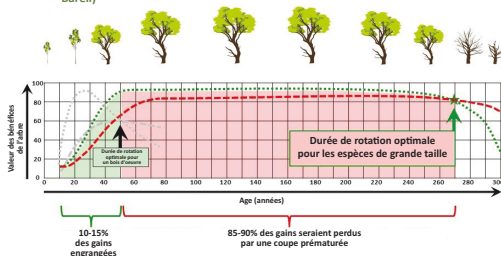 Valeur des bénéfices
de l'arbre
100
80
60
40
20
0
Durée de rotation
optimale pour
un bois d'œuvre
Durée de rotation optimale
pour les espèces de grande taille
20 40 60 80 100 120 140 160 180 200 220 240 260 280 300
Age (années)
10-15%
des gains
engrangées
85-90% des gains seraient perdus
par une coupe prématurée